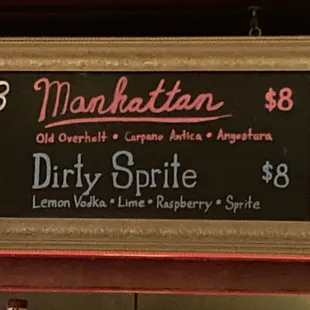 Manhattan $8
Old Overholt • Carpano Antica • Angostura
Dirty Sprite $8
Lemon Vodka • Lime • Raspberry • Sprite